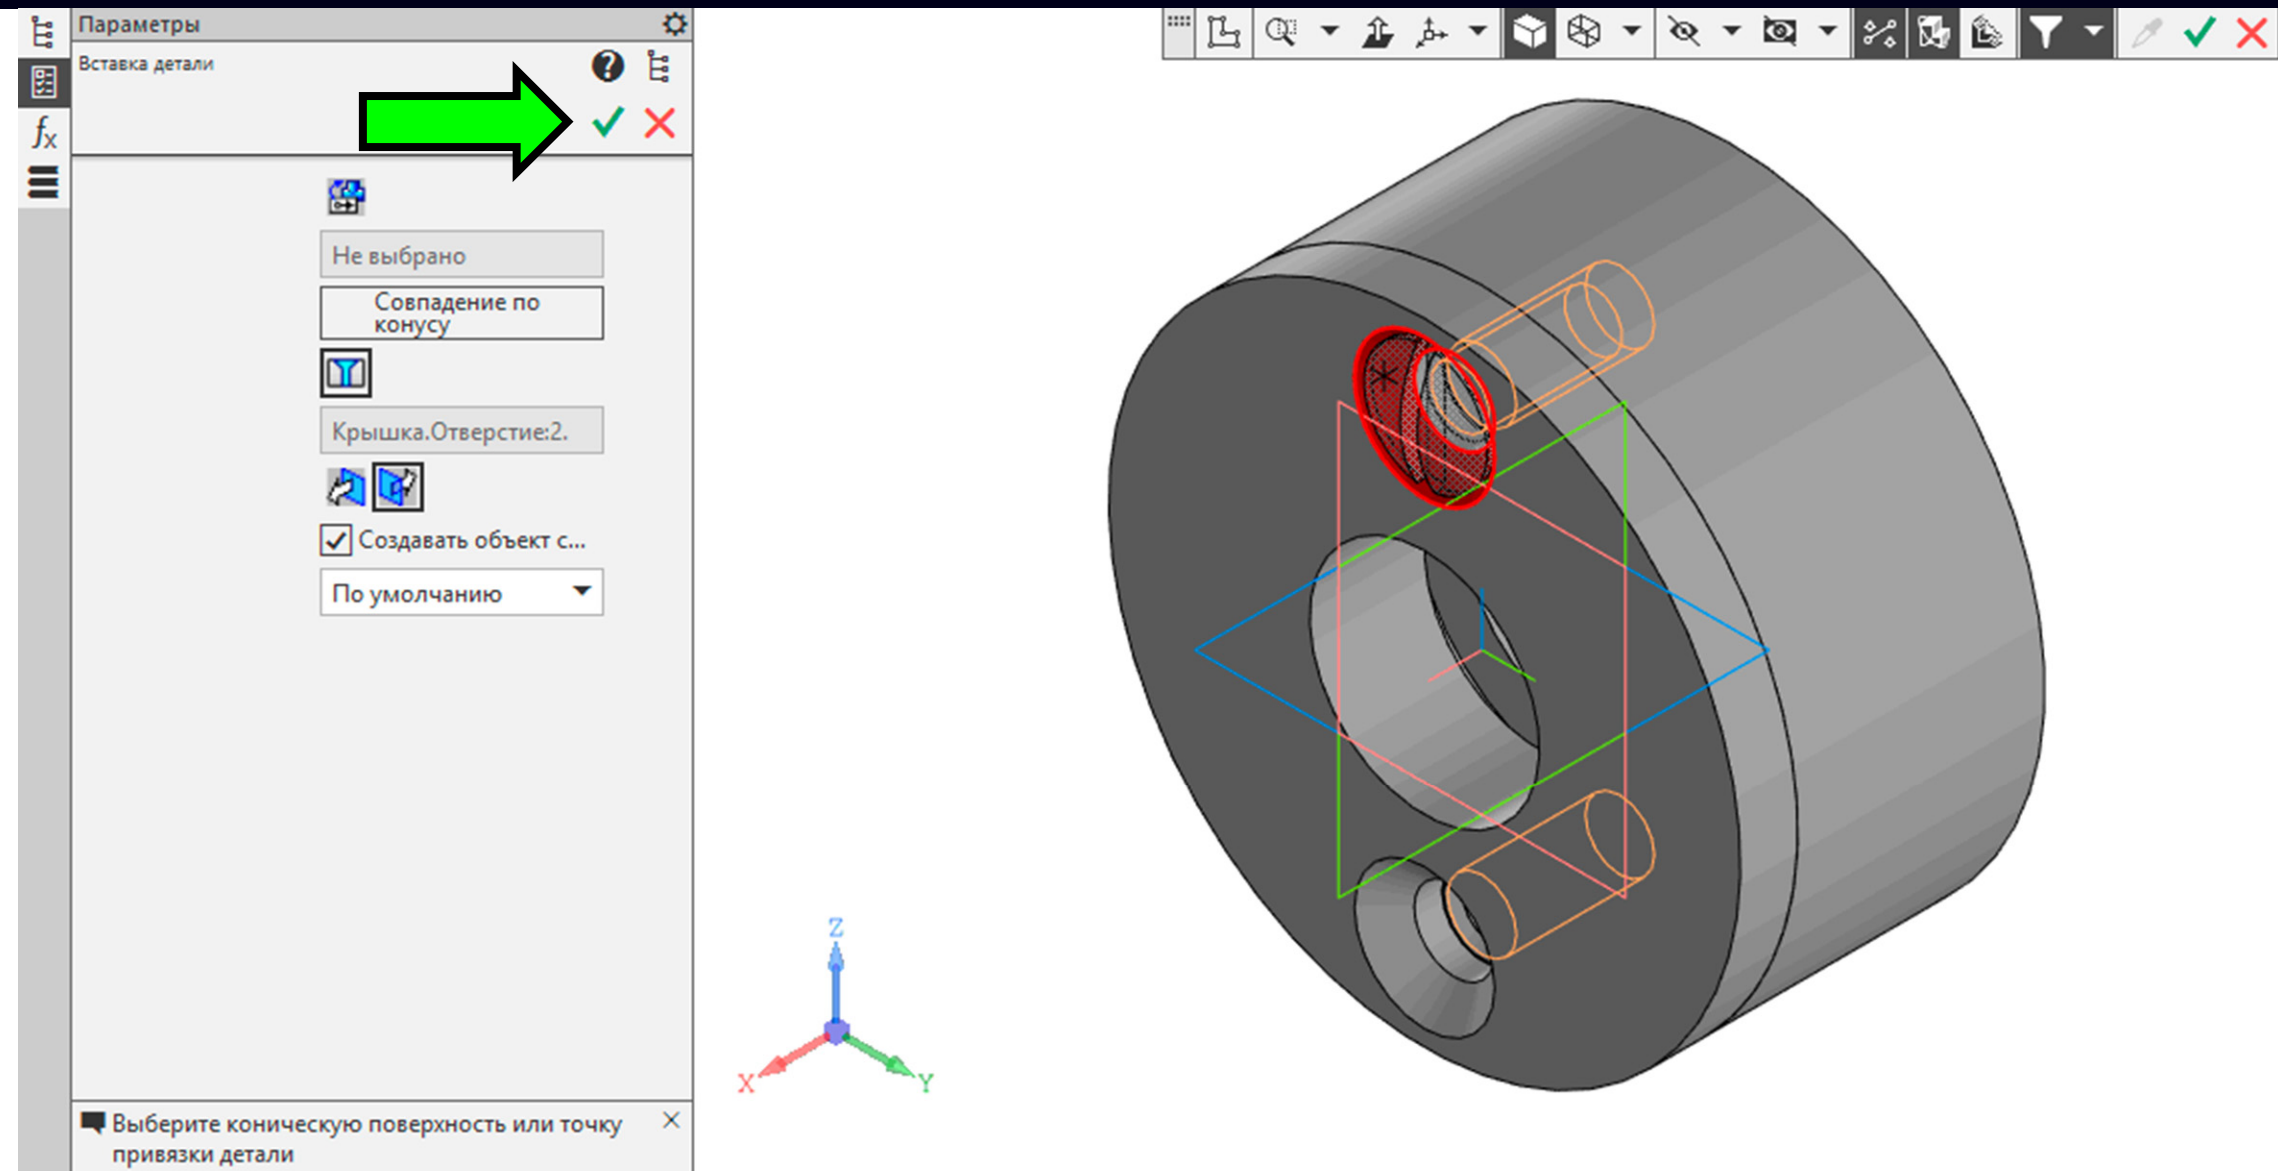 Параметры
Вставка детали
?
fx
Не выбрано
Совпадение по
конусу
Крышка.Отверстие:2.
Создавать объект с...
По умолчанию
Z
X
Y
Выберите коническую поверхность или точку
привязки детали